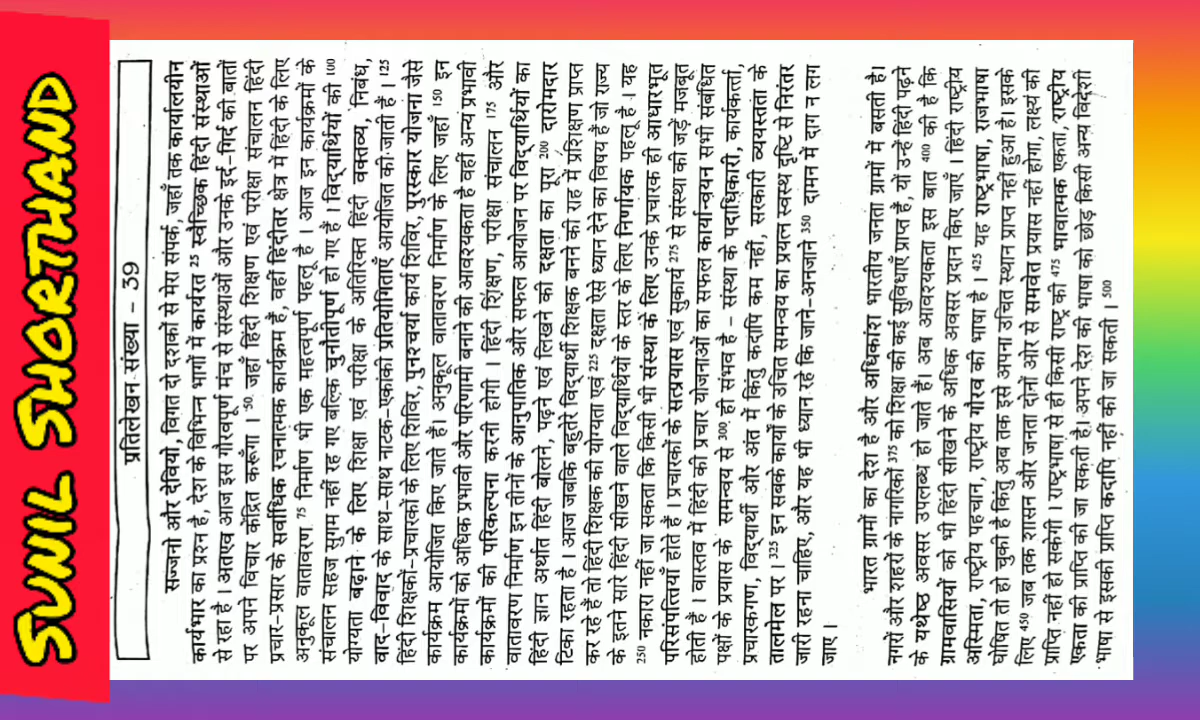 SUNIL SHORTHAND
प्रतिलेखन संख्या - 39
सज्जनो और देवियो, विगत दो दशकों से मेरा संपर्क, जहाँ तक कार्यालयीन
कार्यभार का प्रश्न है, देश के विभिन्न भागों में कार्यरत 25 स्वैच्छिक हिंदी संस्थाओं
से रहा है । अतएव आज इस गौरवपूर्ण मंच से संस्थाओं और उनके इर्द-गिर्द की बातों
पर अपने विचार केंद्रित करूँगा । 50 जहाँ हिंदी शिक्षण एवं परीक्षा संचालन हिंदी
प्रचार-प्रसार के सर्वाधिक रचनात्मक कार्यक्रम हैं, वहीं हिंदीतर क्षेत्र में हिंदी के लिए
अनुकूल वातावरण 75 निर्माण भी एक महत्वपूर्ण पहलू है । आज इन कार्यक्रमों के
संचालन सहज सुगम नहीं रह गए बल्कि चुनौतीपूर्ण हो गए हैं । विद्यार्थियों की 100
योग्यता बढ़ाने के लिए शिक्षा एवं परीक्षा के अतिरिक्त हिंदी वक्तव्य, निबंध,
वाद-विवाद के साथ-साथ नाटक-एकांकी प्रतियोगिताएँ आयोजित की जाती हैं । 125
हिंदी शिक्षकों-प्रचारकों के लिए शिविर, पुनश्चर्या कार्य शिविर, पुरस्कार योजना जैसे
कार्यक्रम आयोजित किए जाते हैं। अनुकूल वातावरण निर्माण के लिए जहाँ 150 इन
कार्यक्रमों को अधिक प्रभावी और परिणामी बनाने की आवश्यकता है वहीं अन्य प्रभावी
कार्यक्रमों की परिकल्पना करनी होगी । हिंदी शिक्षण, परीक्षा संचालन 175 और
वातावरण निर्माण इन तीनों के आनुपातिक और सफल आयोजन पर विद्यार्थियों का
हिंदी ज्ञान अर्थात हिंदी बोलने, पढ़ने एवं लिखने की दक्षता का पूरा 200 दारोमदार
टिका रहता है । आज जबकि बहुतेरे विद्यार्थी शिक्षक बनने की राह में प्रशिक्षण प्राप्त
कर रहे हैं तो हिंदी शिक्षक की योग्यता एवं 225 दक्षता ऐसे ध्यान देने का विषय हैं जो राज्य
के इतने सारे हिंदी सीखने वाले विद्यार्थियों के स्तर के लिए निर्णायक पहलू है । यह
250 नकारा नहीं जा सकता कि किसी भी संस्था के लिए उनके प्रचारक ही आधारभूत
परिसंपत्तियाँ होते हैं । प्रचारकों के सत्प्रयास एवं सुकार्य 275 से संस्था की जड़ें मजबूत
होती हैं । वास्तव में हिंदी की प्रचार योजनाओं का सफल कार्यान्वयन सभी संबंधित
पक्षों के प्रयास के समन्वय से 300 ही संभव है - संस्था के पदाधिकारी, कार्यकर्ता,
प्रचारकगण, विद्यार्थी और अंत में किंतु कदापि कम नहीं, सरकारी व्यवस्था के
तालमेल पर । 325 इन सबके कार्यों के उचित समन्वय का प्रयत्न स्वस्थ दृष्टि से निरंतर
जारी रहना चाहिए, और यह भी ध्यान रहे कि जाने-अनजाने 350 दामन में दाग न लग
जाए ।
भारत ग्रामों का देश है और अधिकांश भारतीय जनता ग्रामों में बसती है।
नगरों और शहरों के नागरिकों 375 को शिक्षा की कई सुविधाएँ प्राप्त हैं, यों उन्हें हिंदी पढ़ने
के यथेष्ठ अवसर उपलब्ध हो जाते हैं। अब आवश्यकता इस बात 400 की है कि
ग्रामवासियों को भी हिंदी सीखने के अधिक अवसर प्रदान किए जाएँ । हिंदी राष्ट्रीय
अस्मिता, राष्ट्रीय पहचान, राष्ट्रीय गौरव की भाषा है । 425 यह राष्ट्रभाषा, राजभाषा
घोषित तो हो चुकी है किंतु अब तक इसे अपना उचित स्थान प्राप्त नहीं हुआ है। इसके
लिए 450 जब तक शासन और जनता दोनों ओर से समवेत प्रयास नहीं होगा, लक्ष्य की
प्राप्ति नहीं हो सकेगी । राष्ट्रभाषा से ही किसी राष्ट्र की 475 भावात्मक एकता, राष्ट्रीय
एकता की प्राप्ति की जा सकती है। अपने देश की भाषा को छोड़ किसी अन्य विदेशी
भाषा से इसकी प्राप्ति कदापि नहीं की जा सकती । 500